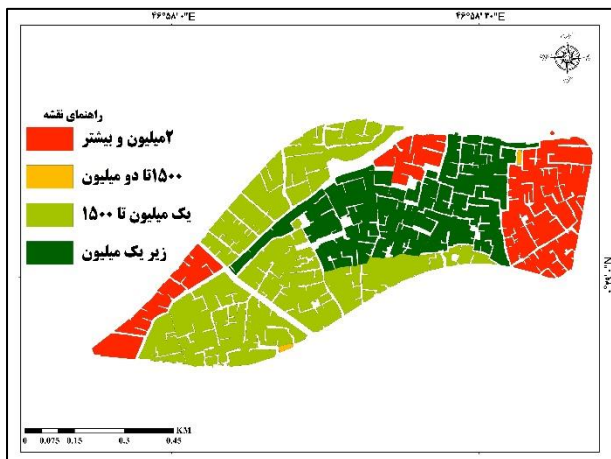 ۴۶°۵۸'۰"E
۴۶°۵۸'۳۰"E
راهنمای نقشه
۲میلیون و بیشتر
۱۵۰۰تا دو میلیون
یک میلیون تا ۱۵۰۰
زیر یک میلیون
KM
0 0.075 0.15 0.3 0.45